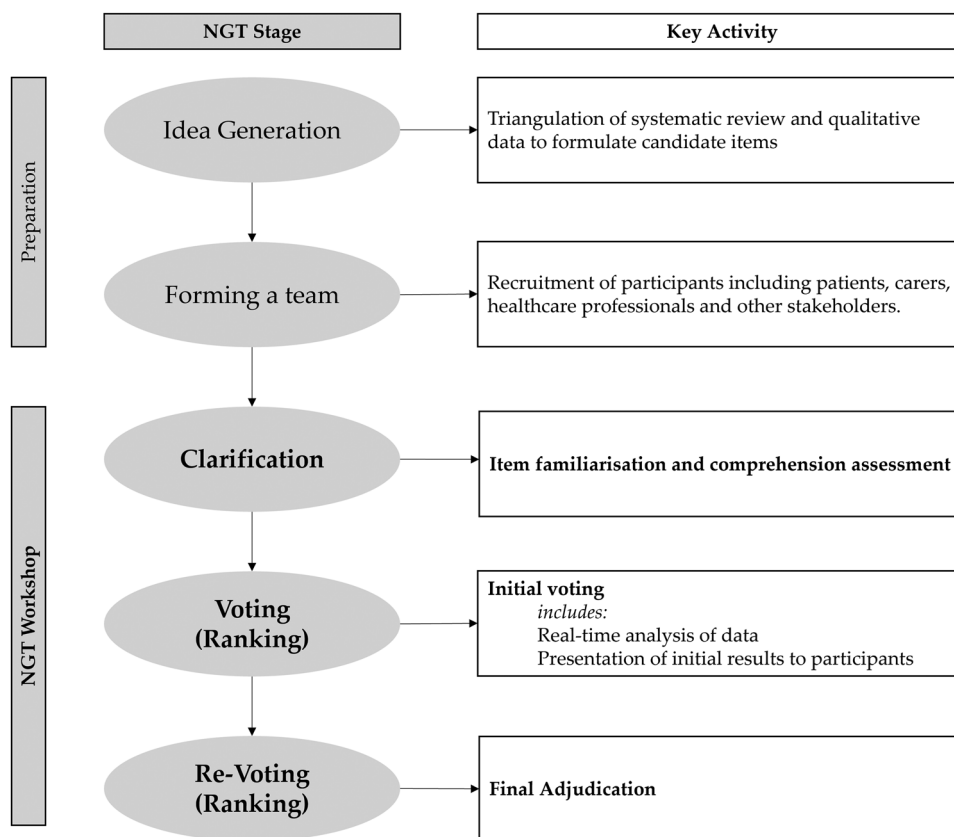 NGT Stage
Key Activity
Preparation
Idea Generation
Triangulation of systematic review and qualitative
data to formulate candidate items
Forming a team
Recruitment of participants including patients, carers,
healthcare professionals and other stakeholders.
NGT Workshop
Clarification
Item familiarisation and comprehension assessment
Voting
(Ranking)
Initial voting
includes:
Real-time analysis of data
Presentation of initial results to participants
Re-Voting
(Ranking)
Final Adjudication